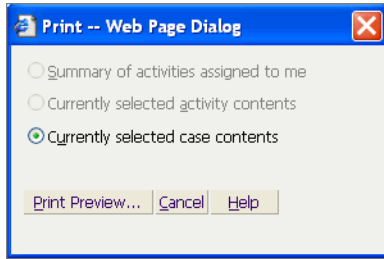 Print -- Web Page Dialog
Summary of activities assigned to me
Currently selected activity contents
Currently selected case contents
Print Preview... Cancel Help